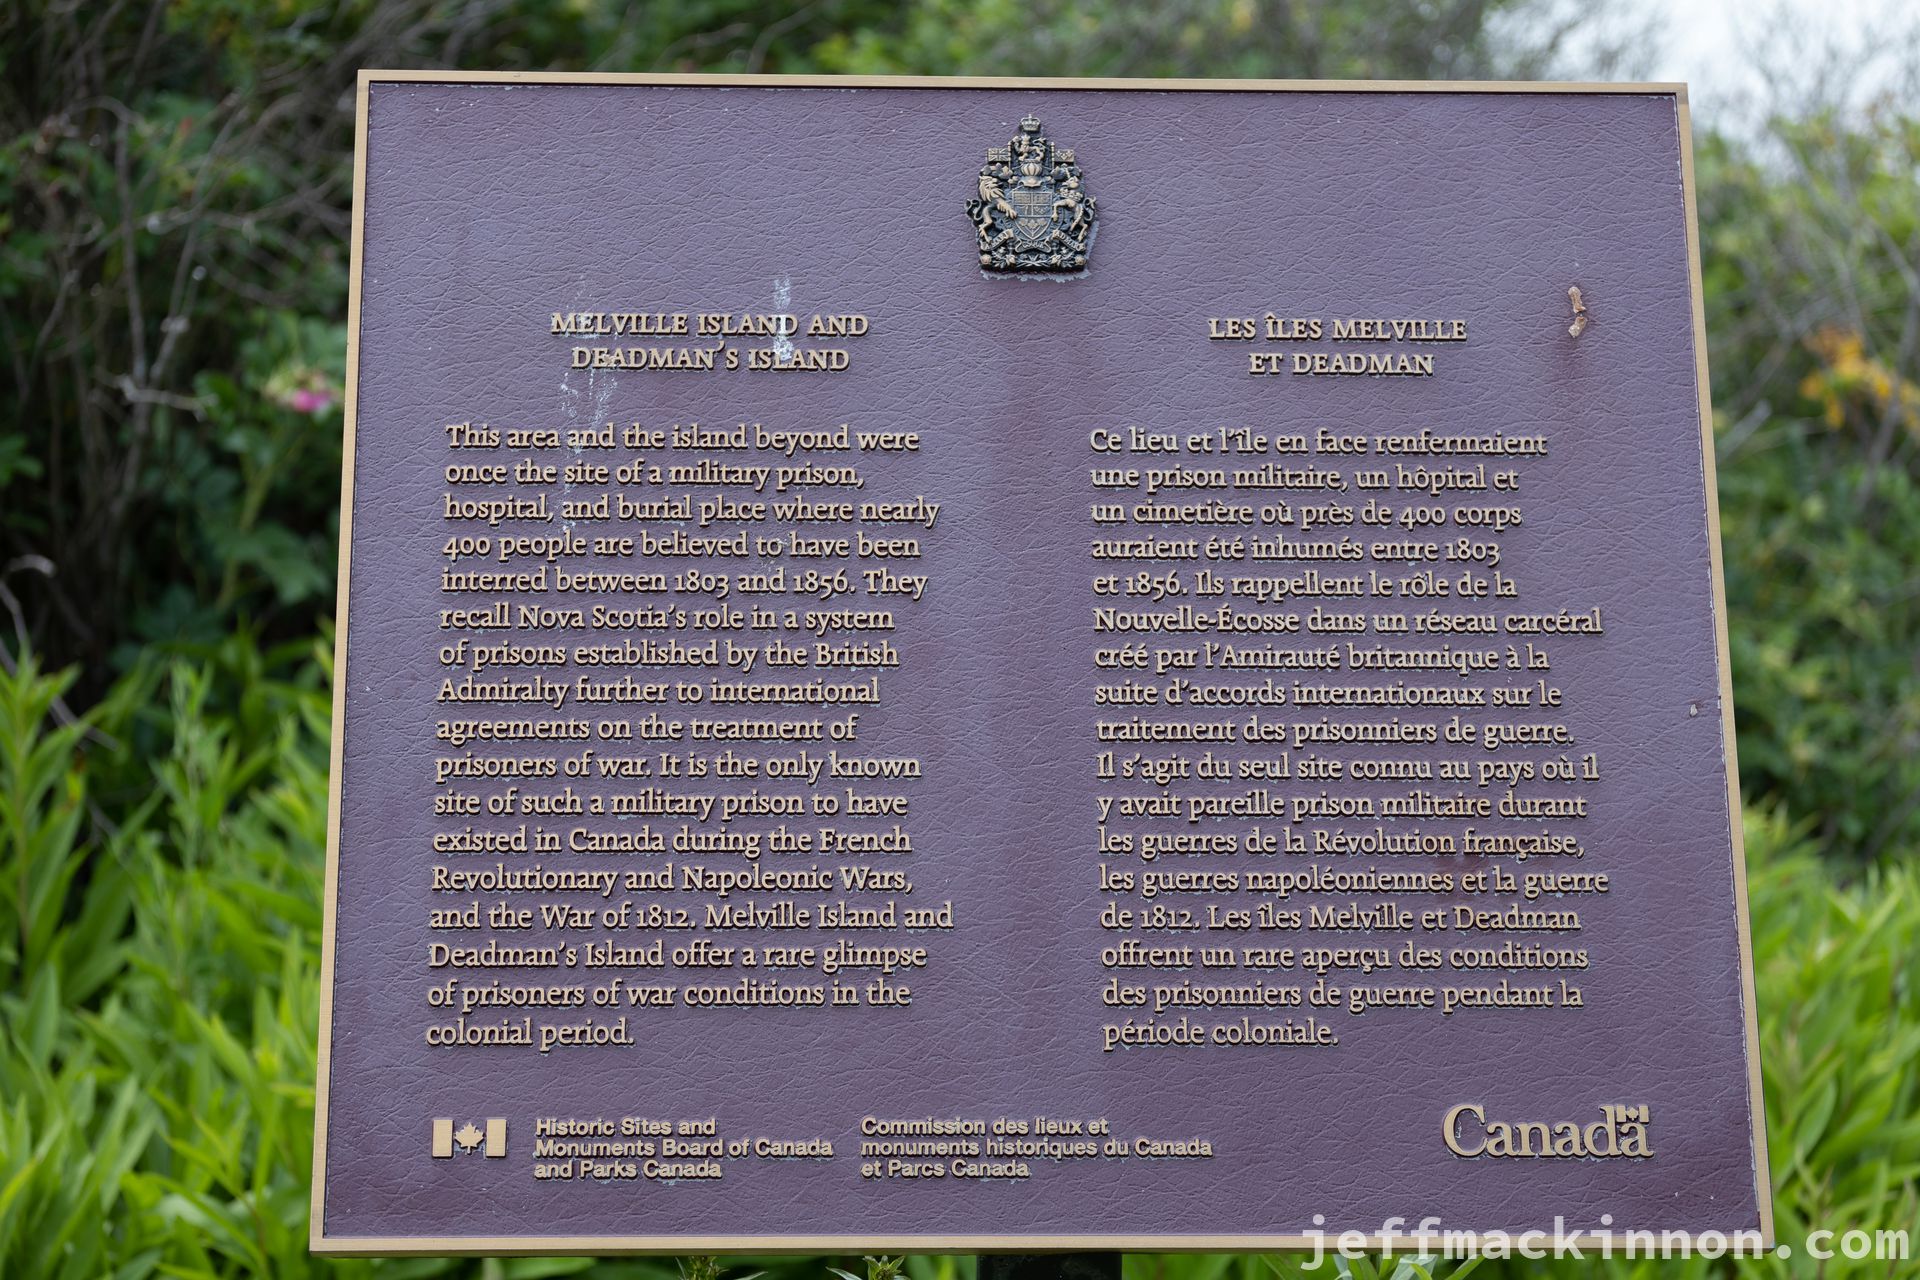 MELVILLE ISLAND AND
DEADMAN'S ISLAND
This area and the island beyond were
once the site of a military prison,
hospital, and burial place where nearly
400 people are believed to have been
interred between 1803 and 1856. They
recall Nova Scotia's role in a system
of prisons established by the British
Admiralty further to international
agreements on the treatment of
prisoners of war. It is the only known
site of such a military prison to have
existed in Canada during the French
Revolutionary and Napoleonic Wars,
and the War of 1812. Melville Island and
Deadman's Island offer a rare glimpse
of prisoners of war conditions in the
colonial period.
LES ÎLES MELVILLE
ET DEADMAN
Ce lieu et l'île en face renfermaient
une prison militaire, un hôpital et
un cimetière où près de 400 corps
auraient été inhumés entre 1803
et 1856. Ils rappellent le rôle de la
Nouvelle-Écosse dans un réseau carcéral
créé par l'Amirauté britannique à la
suite d'accords internationaux sur le
traitement des prisonniers de guerre.
Il s'agit du seul site connu au pays où il
y avait pareille prison militaire durant
les guerres de la Révolution française,
les guerres napoléoniennes et la guerre
de 1812. Les îles Melville et Deadman
offrent un rare aperçu des conditions
des prisonniers de guerre pendant la
période coloniale.
Historic Sites and
Monuments Board of Canada
and Parks Canada
Commission des lieux et
monuments historiques du Canada
et Parcs Canada
Canada
jeffmackinnon.com